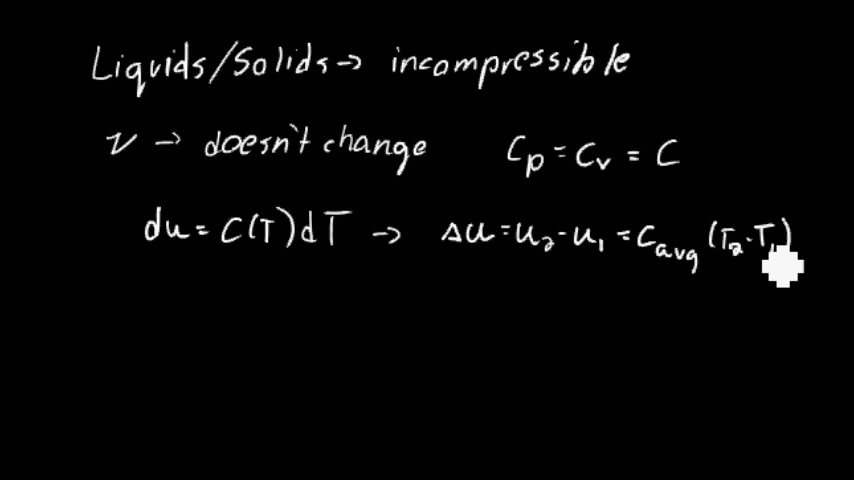 Liquids/Solids → incompressible
ν → doesn't change Cp = Cv = C
du = C(T)dT → Δu = u₂ - u₁ = Cavg (T₂ - T₁)